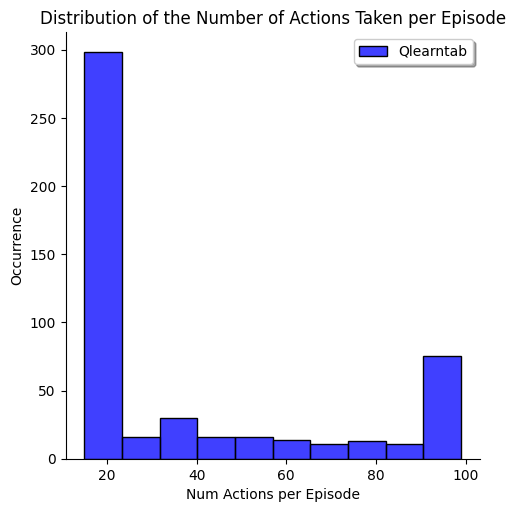 Distribution of the Number of Actions Taken per Episode
Qlearntab
300
250
200
150
100
50
0
Occurrence
20 40 60 80 100
Num Actions per Episode